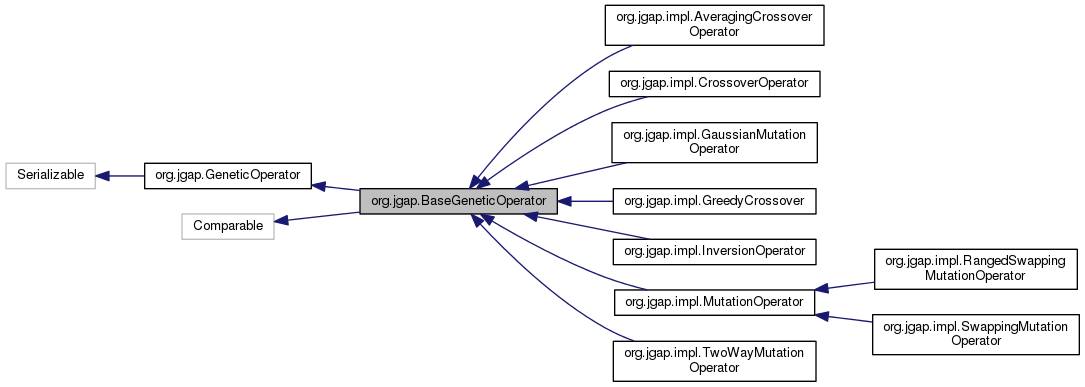 Serializable
org.jgap.GeneticOperator
Comparable
org.jgap.BaseGeneticOperator
org.jgap.impl.AveragingCrossover
Operator
org.jgap.impl.CrossoverOperator
org.jgap.impl.GaussianMutation
Operator
org.jgap.impl.GreedyCrossover
org.jgap.impl.InversionOperator
org.jgap.impl.MutationOperator
org.jgap.impl.TwoWayMutation
Operator
org.jgap.impl.RangedSwapping
MutationOperator
org.jgap.impl.SwappingMutation
Operator